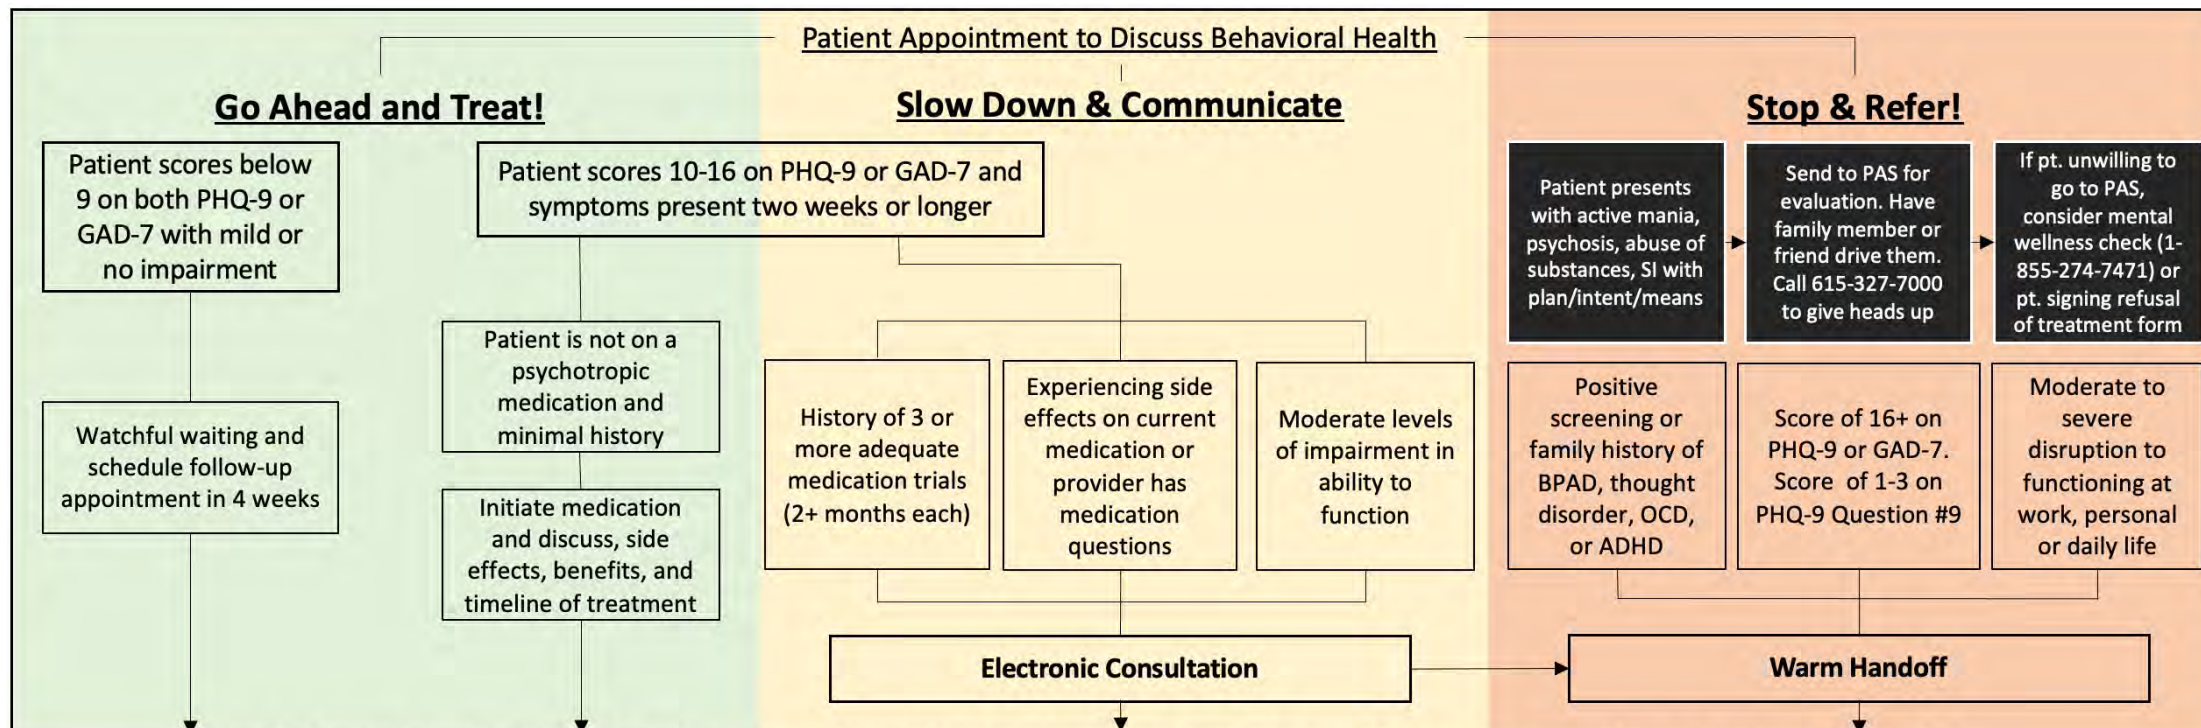 Patient Appointment to Discuss Behavioral Health
Go Ahead and Treat!
Patient scores below
9 on both PHQ-9 or
GAD-7 with mild or
no impairment
Watchful waiting and
schedule follow-up
appointment in 4 weeks
Patient scores 10-16 on PHQ-9 or GAD-7 and
symptoms present two weeks or longer
Patient is not on a
psychotropic
medication and
minimal history
Initiate medication
and discuss, side
effects, benefits, and
timeline of treatment
Slow Down & Communicate
History of 3 or
more adequate
medication trials
(2+ months each)
Experiencing side
effects on current
medication or
provider has
medication
questions
Moderate levels
of impairment in
ability to
function
Electronic Consultation
Stop & Refer!
Patient presents
with active mania,
psychosis, abuse of
substances, SI with
plan/intent/means
Send to PAS for
evaluation. Have
family member or
friend drive them.
Call 615-327-7000
to give heads up
If pt. unwilling to
go to PAS,
consider mental
wellness check (1-
855-274-7471) or
pt. signing refusal
of treatment form
Positive
screening or
family history of
BPAD, thought
disorder, OCD,
or ADHD
Score of 16+ on
PHQ-9 or GAD-7.
Score of 1-3 on
PHQ-9 Question #9
Moderate to
severe
disruption to
functioning at
work, personal
or daily life
Warm Handoff